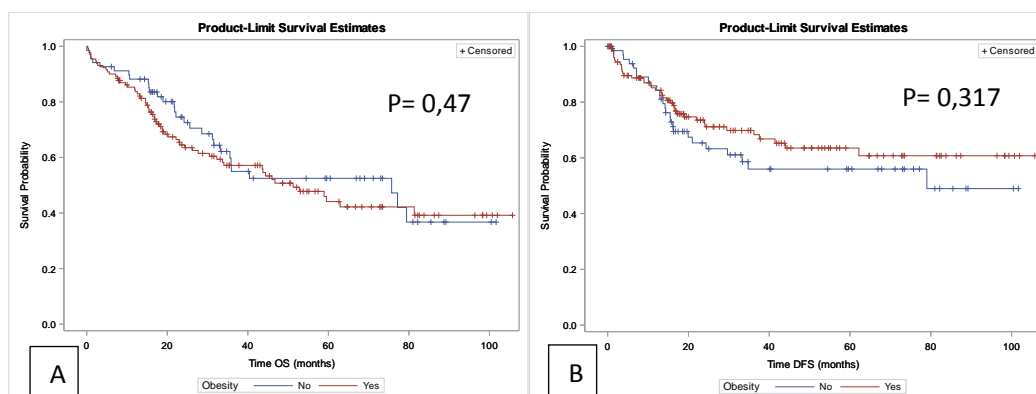 Product-Limit Survival Estimates
+ Censored
P= 0,47
Survival Probability
1.0
0.8
0.6
0.4
0.2
0.0
0 20 40 60 80 100
Time OS (months)
Obesity No Yes
A
Product-Limit Survival Estimates
+ Censored
P= 0,317
Survival Probability
1.0
0.8
0.6
0.4
0.2
0.0
0 20 40 60 80 100
Time DFS (months)
Obesity No Yes
B